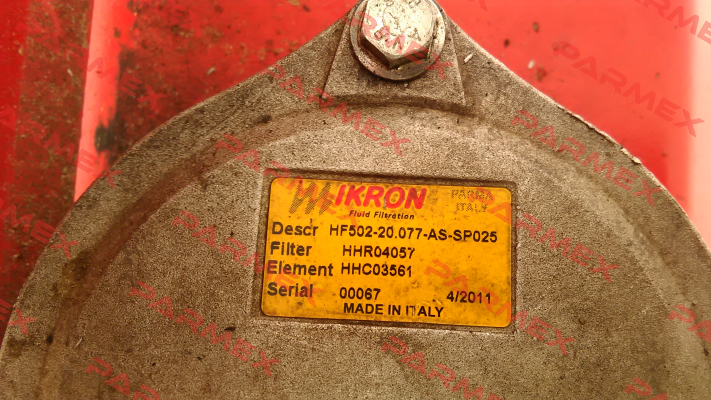 IKRON
PARMA
ITALY
Fluid Filtration
Descr HF502-20.077-AS-SP025
Filter HHR04057
Element HHC03561
Serial 00067 4/2011
MADE IN ITALY
PARMEX